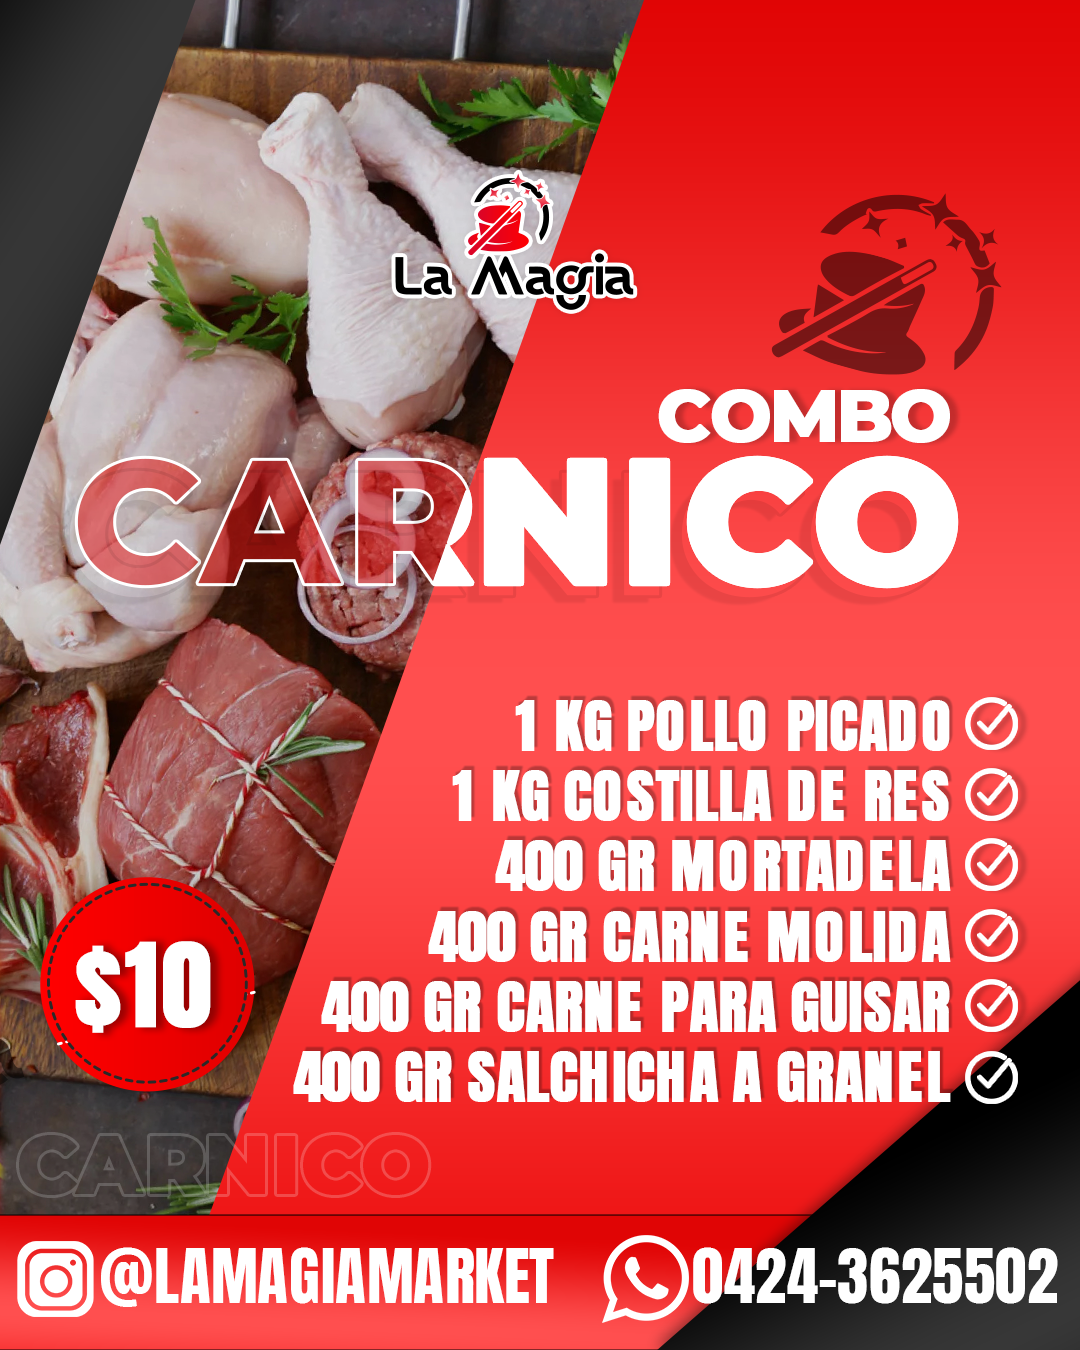 La Magia
COMBO
CARNICO
1 KG POLLO PICADO
1 KG COSTILLA DE RES
400 GR MORTADELA
400 GR CARNE MOLIDA
400 GR CARNE PARA GUISAR
400 GR SALCHICHA A GRANEL
$10
CARNICO
@LAMAGIAMARKET
0424-3625502